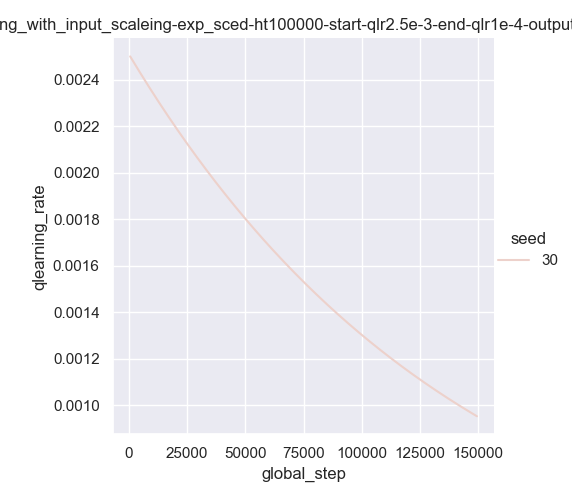 ng_with_input_scaleing-exp_sced-ht100000-start-qlr2.5e-3-end-qlr1e-4-output
0.0024
0.0022
0.0020
0.0018
0.0016
0.0014
0.0012
0.0010
qlearning_rate
seed
30
0 25000 50000 75000 100000 125000 150000
global_step